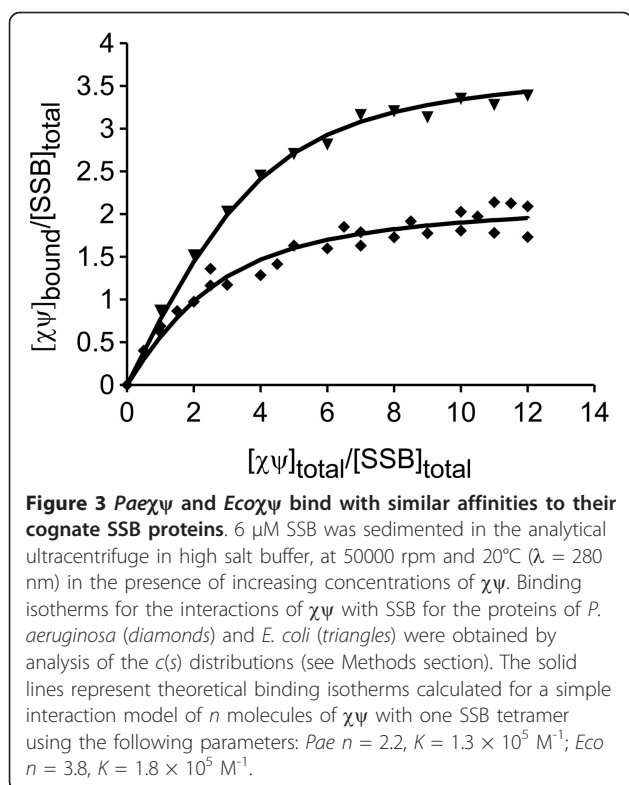 4
3.5
3
2.5
2
1.5
1
0.5
0
[χψ]bound/[SSB]total
0 2 4 6 8 10 12 14
[χψ]total/[SSB]total
Figure 3 Paeχψ and Ecoχψ bind with similar affinities to their
cognate SSB proteins. 6 μM SSB was sedimented in the analytical
ultracentrifuge in high salt buffer, at 50000 rpm and 20°C (λ = 280
nm) in the presence of increasing concentrations of χψ. Binding
isotherms for the interactions of χψ with SSB for the proteins of P.
aeruginosa (diamonds) and E. coli (triangles) were obtained by
analysis of the c(s) distributions (see Methods section). The solid
lines represent theoretical binding isotherms calculated for a simple
interaction model of n molecules of χψ with one SSB tetramer
using the following parameters: Pae n = 2.2, K = 1.3 × 10⁵ M⁻¹; Eco
n = 3.8, K = 1.8 × 10⁵ M⁻¹.